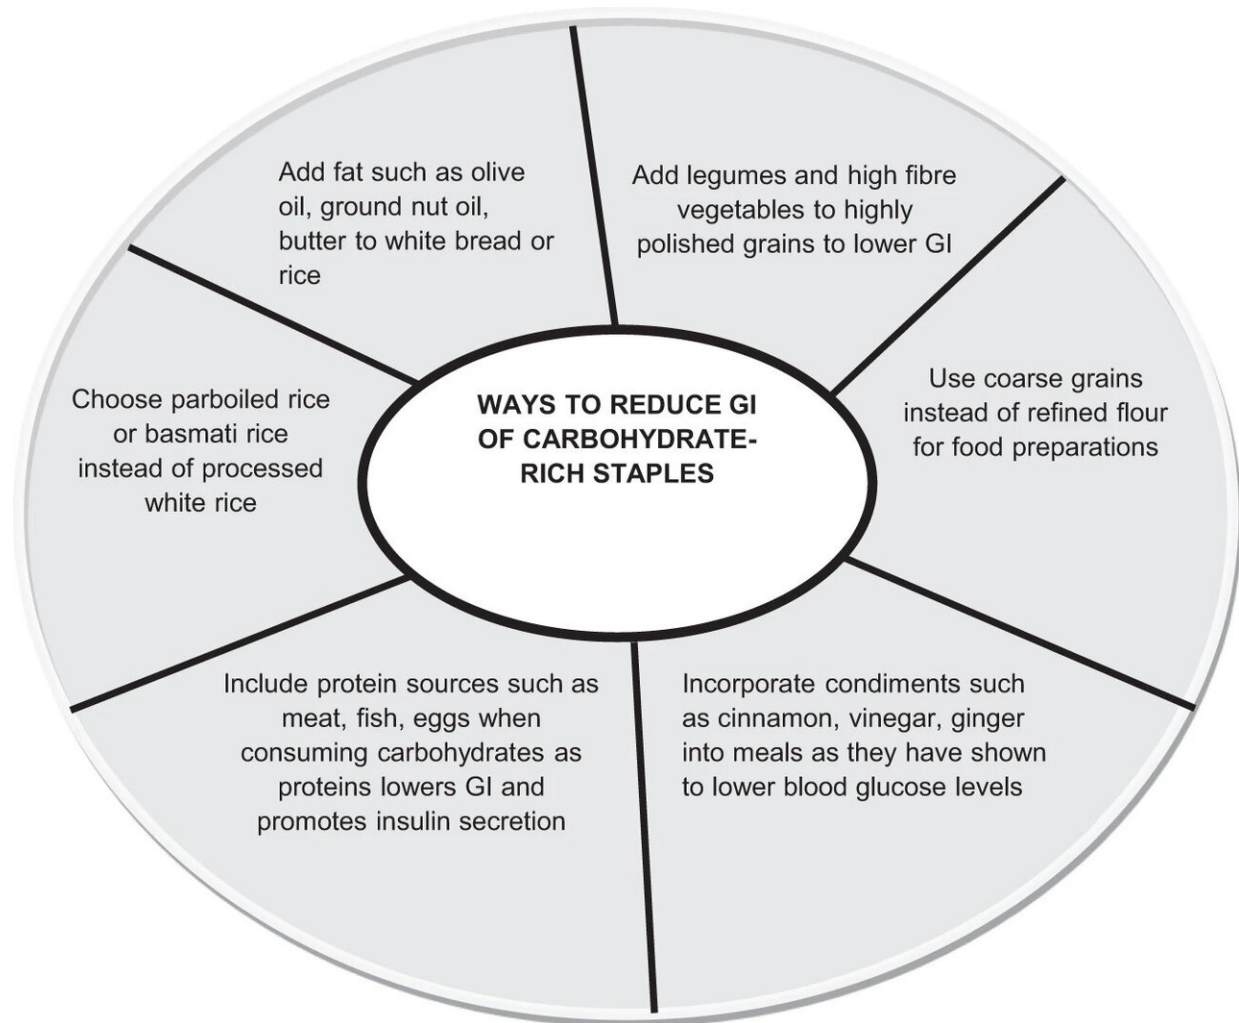 Add fat such as olive
oil, ground nut oil,
butter to white bread or
rice
Add legumes and high fibre
vegetables to highly
polished grains to lower GI
Choose parboiled rice
or basmati rice
instead of processed
white rice
WAYS TO REDUCE GI
OF CARBOHYDRATE-
RICH STAPLES
Use coarse grains
instead of refined flour
for food preparations
Include protein sources such as
meat, fish, eggs when
consuming carbohydrates as
proteins lowers GI and
promotes insulin secretion
Incorporate condiments such
as cinnamon, vinegar, ginger
into meals as they have shown
to lower blood glucose levels